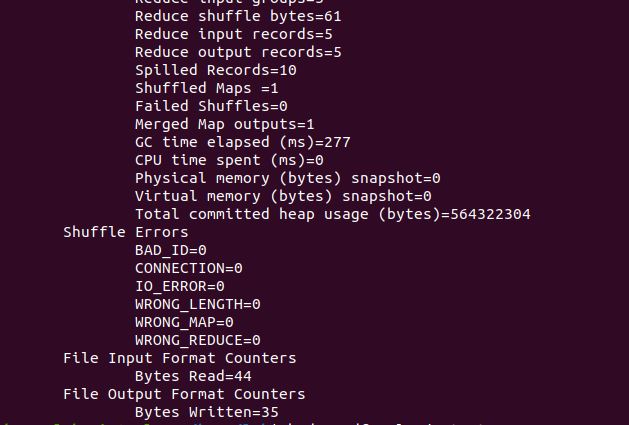 Reduce input groups=5
Reduce shuffle bytes=61
Reduce input records=5
Reduce output records=5
Spilled Records=10
Shuffled Maps =1
Failed Shuffles=0
Merged Map outputs=1
GC time elapsed (ms)=277
CPU time spent (ms)=0
Physical memory (bytes) snapshot=0
Virtual memory (bytes) snapshot=0
Total committed heap usage (bytes)=564322304
Shuffle Errors
BAD_ID=0
CONNECTION=0
IO_ERROR=0
WRONG_LENGTH=0
WRONG_MAP=0
WRONG_REDUCE=0
File Input Format Counters
Bytes Read=44
File Output Format Counters
Bytes Written=35